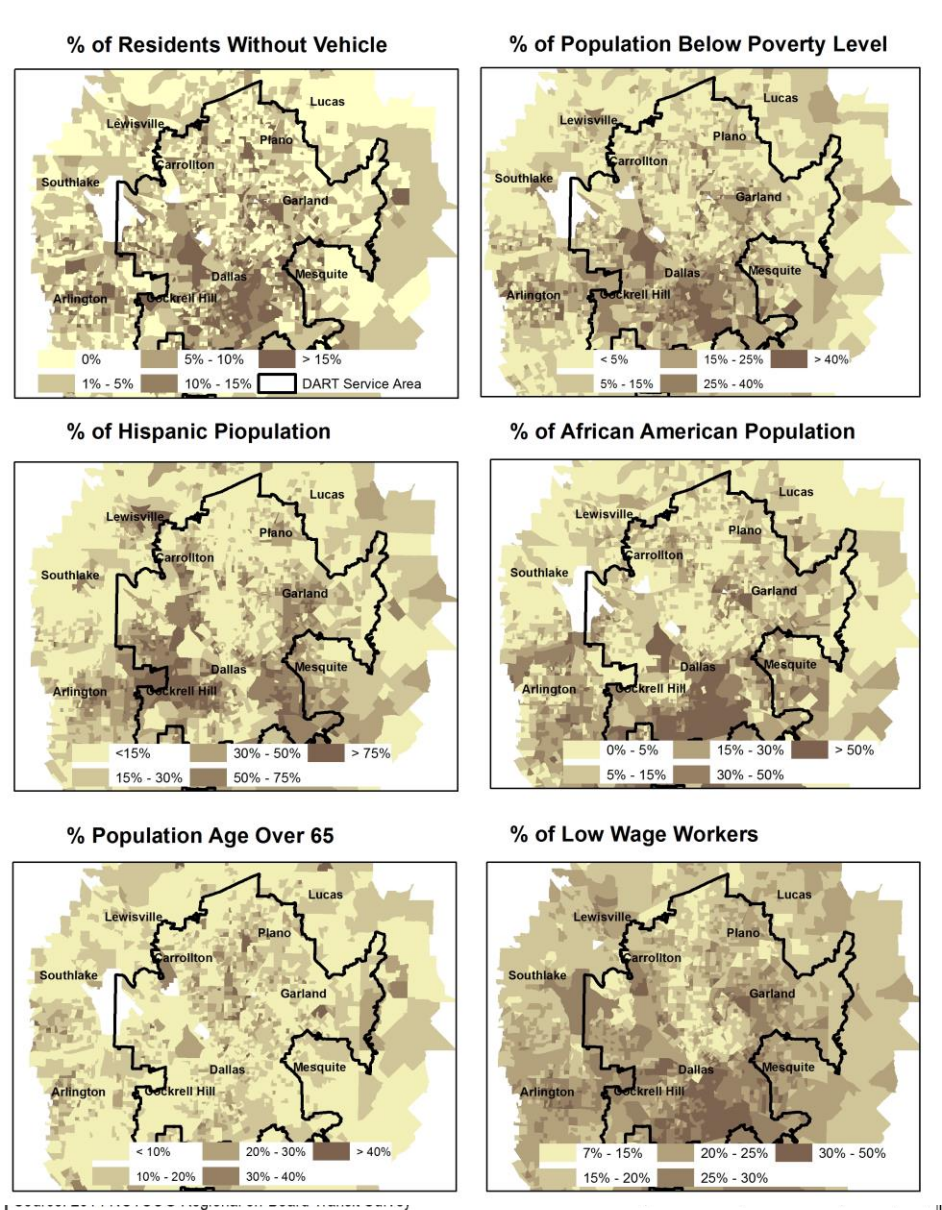 % of Residents Without Vehicle
% of Population Below Poverty Level
Lucas
Lewisville
Plano
Carrollton
Southlake
Garland
Dallas
Mesquite
Arlington
Cockrell Hill
0%
5% - 10%
> 15%
1% - 5%
10% - 15%
DART Service Area
Lucas
Lewisville
Plano
Carrollton
Southlake
Garland
Dallas
Mesquite
Arlington
Cockrell Hill
< 5%
15% - 25%
> 40%
5% - 15%
25% - 40%
% of Hispanic Piopulation
% of African American Population
Lucas
Lewisville
Plano
Carrollton
Southlake
Garland
Dallas
Mesquite
Arlington
Cockrell Hill
<15%
30% - 50%
> 75%
15% - 30%
50% - 75%
Lucas
Lewisville
Plano
Carrollton
Southlake
Garland
Dallas
Mesquite
Arlington
Cockrell Hill
0% - 5%
15% - 30%
> 50%
5% - 15%
30% - 50%
% Population Age Over 65
% of Low Wage Workers
Lucas
Lewisville
Plano
Carrollton
Southlake
Garland
Dallas
Mesquite
Arlington
Cockrell Hill
< 10%
20% - 30%
> 40%
10% - 20%
30% - 40%
Lucas
Lewisville
Plano
Carrollton
Southlake
Garland
Dallas
Mesquite
Arlington
Cockrell Hill
7% - 15%
20% - 25%
30% - 50%
15% - 20%
25% - 30%
Regional on-Board Transit Survey